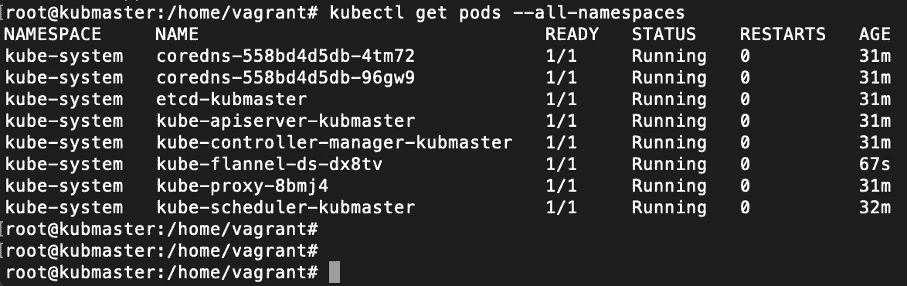 root@kubmaster:/home/vagrant# kubectl get pods --all-namespaces
NAMESPACE     NAME                                READY   STATUS    RESTARTS   AGE
kube-system   coredns-558bd4d5db-4tm72            1/1     Running   0          31m
kube-system   coredns-558bd4d5db-96gw9            1/1     Running   0          31m
kube-system   etcd-kubmaster                      1/1     Running   0          31m
kube-system   kube-apiserver-kubmaster            1/1     Running   0          31m
kube-system   kube-controller-manager-kubmaster   1/1     Running   0          31m
kube-system   kube-flannel-ds-dx8tv               1/1     Running   0          67s
kube-system   kube-proxy-8bmj4                    1/1     Running   0          31m
kube-system   kube-scheduler-kubmaster            1/1     Running   0          32m
root@kubmaster:/home/vagrant#
root@kubmaster:/home/vagrant#
root@kubmaster:/home/vagrant#